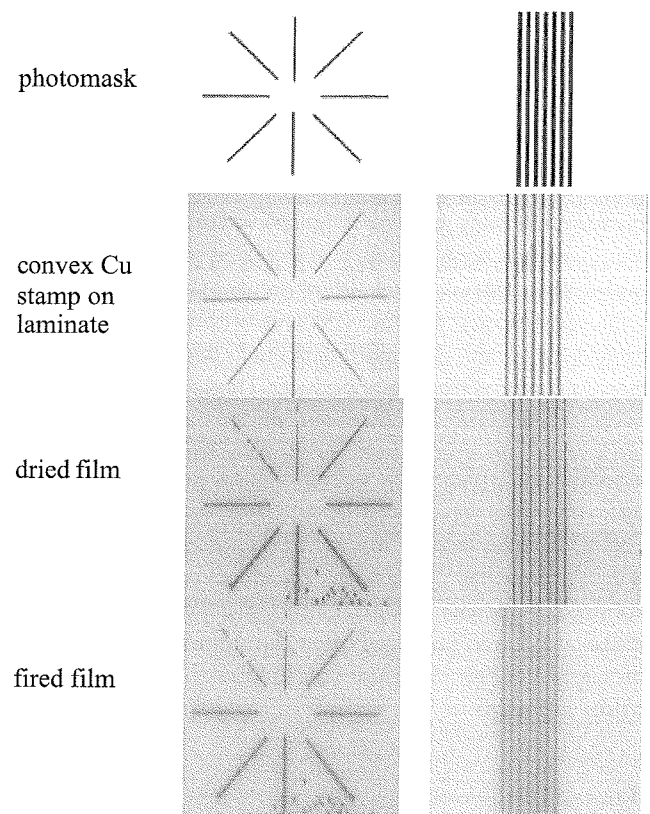 photomask
convex Cu
stamp on
laminate
dried film
fired film